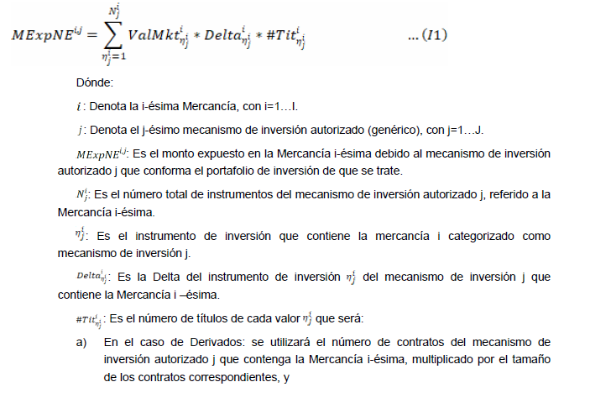 MExpNE^{i,j} = \sum_{η_j^i=1}^{N_j^i} ValMkt_{η_j^i}^i * Delta_{η_j^i}^i * #Tit_{η_j^i}^i ... (I1)
Dónde:
i : Denota la i-ésima Mercancía, con i=1…I.
j : Denota el j-ésimo mecanismo de inversión autorizado (genérico), con j=1…J.
MExpNE^{i,j}: Es el monto expuesto en la Mercancía i-ésima debido al mecanismo de inversión
autorizado j que conforma el portafolio de inversión de que se trate.
N_j^i: Es el número total de instrumentos del mecanismo de inversión autorizado j, referido a la
Mercancía i-ésima.
η_j^i: Es el instrumento de inversión que contiene la mercancía i categorizado como
mecanismo de inversión j.
Delta_{η_j^i}^i: Es la Delta del instrumento de inversión η_j^i del mecanismo de inversión j que
contiene la Mercancía i –ésima.
#Tit_{η_j^i}^i : Es el número de títulos de cada valor η_j^i que será:
a) En el caso de Derivados: se utilizará el número de contratos del mecanismo de
inversión autorizado j que contenga la Mercancía i-ésima, multiplicado por el tamaño
de los contratos correspondientes, y